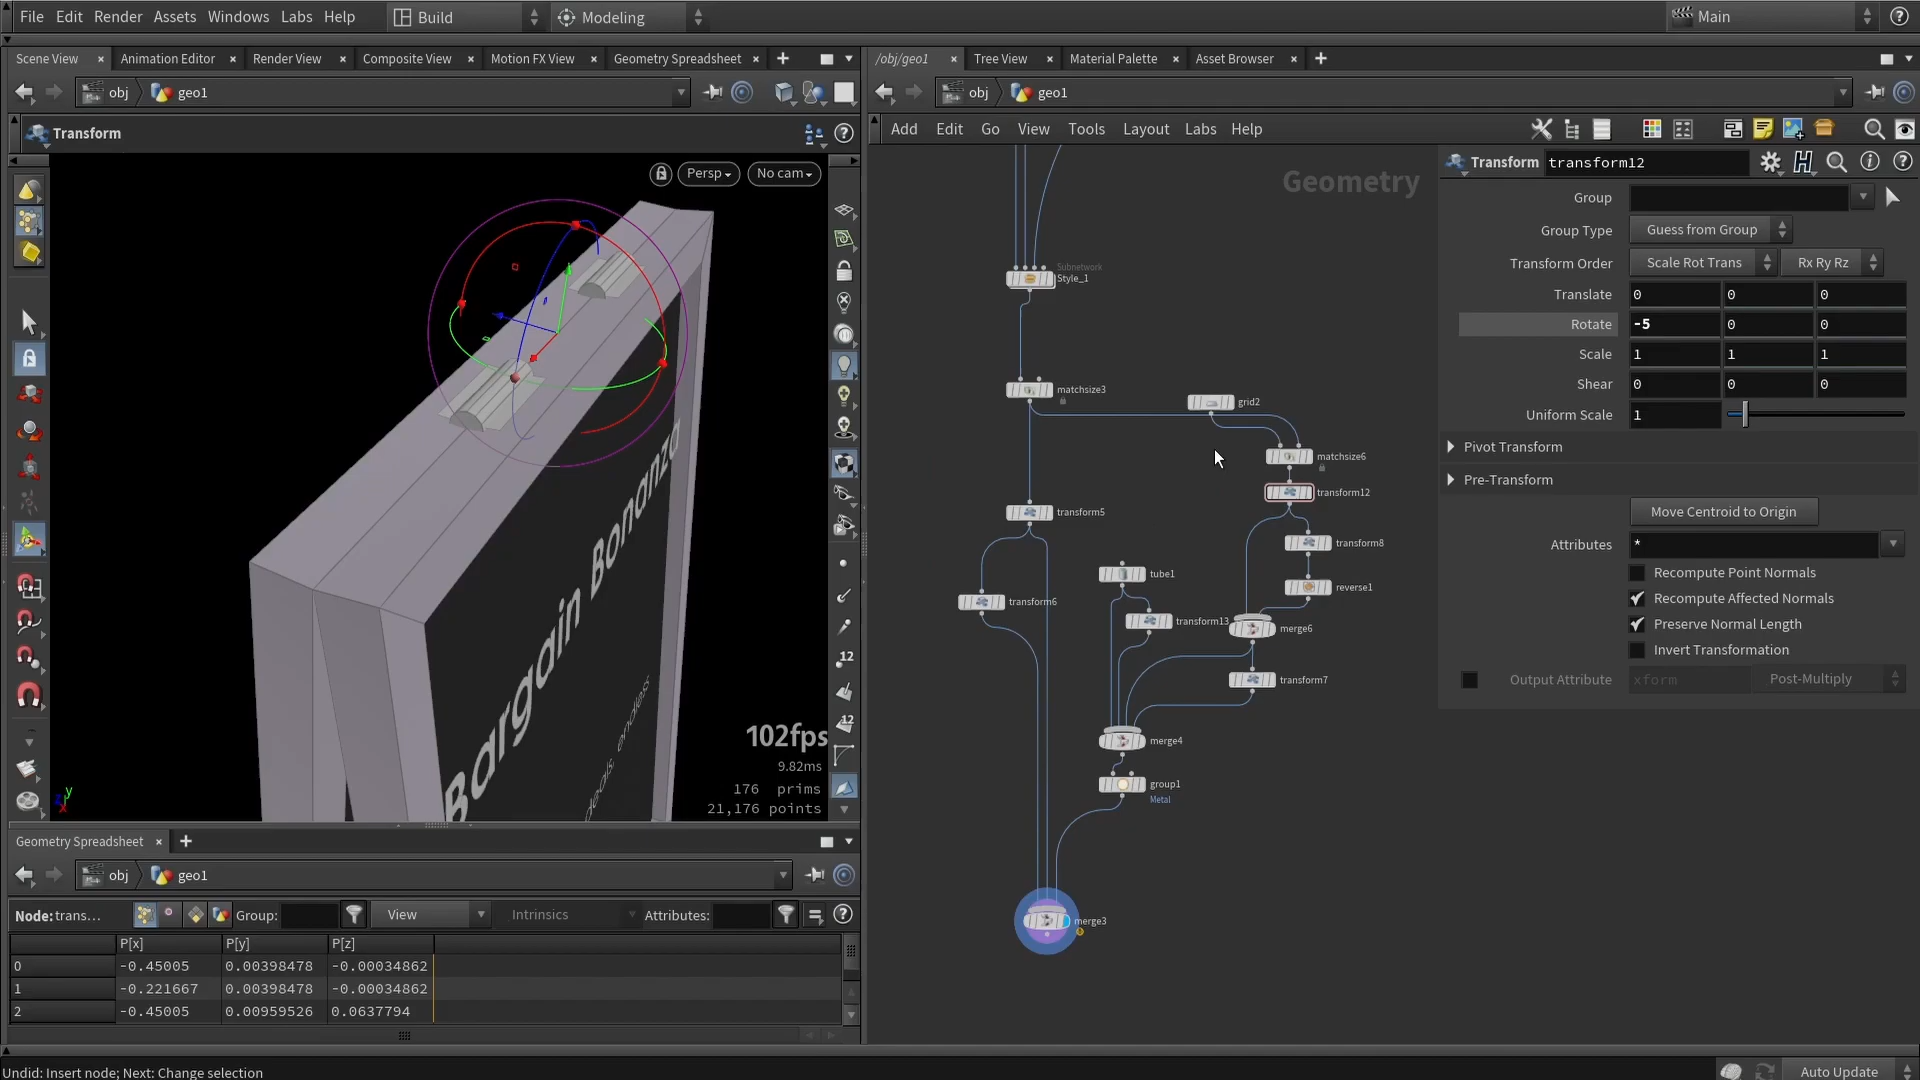 File Edit Render Assets Windows Labs Help Build Modeling Main
Scene View Animation Editor Render View Composite View Motion FX View Geometry Spreadsheet /obj/geo1 Tree View Material Palette Asset Browser
obj geo1 obj geo1
Transform Add Edit Go View Tools Layout Labs Help
Persp No cam
Geometry
Transform transform12
Group
Group Type Guess from Group
Transform Order Scale Rot Trans Rx Ry Rz
Translate 0 0 0
Rotate -5 0 0
Scale 1 1 1
Shear 0 0 0
Uniform Scale 1
Pivot Transform
Pre-Transform
Move Centroid to Origin
Attributes *
Recompute Point Normals
Recompute Affected Normals
Preserve Normal Length
Invert Transformation
Output Attribute xform Post-Multiply
Subnetwork
Style_1
matchsize3
grid2
matchsize6
transform12
transform5
transform8
tube1
reverse1
transform6
transform13
merge6
transform7
merge4
group1
Metal
merge3
Bargain Bonanza
deals, endless
12
12
102fps
9.82ms
176 prims
21,176 points
Geometry Spreadsheet
obj geo1
Node: trans... Group: View Intrinsics Attributes:
P[x] P[y] P[z]
0 -0.45005 0.00398478 -0.00034862
1 -0.221667 0.00398478 -0.00034862
2 -0.45005 0.00959526 0.0637794
Undid: Insert node; Next: Change selection Auto Update